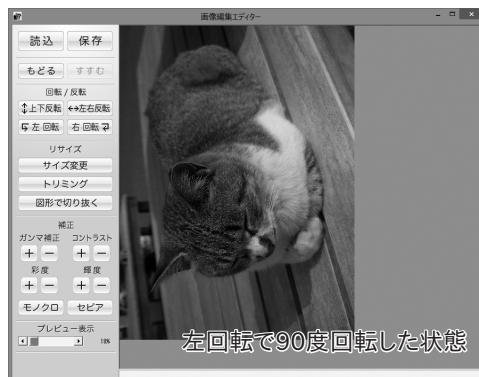 画像編集エディター
読込 保存
もどる すすむ
回転 / 反転
上下反転 左右反転
左 回転 右 回転
リサイズ
サイズ変更
トリミング
図形で切り抜く
補正
ガンマ補正 コントラスト
+ − + −
彩度 輝度
+ − + −
モノクロ セピア
プレビュー表示
左回転で90度回転した状態